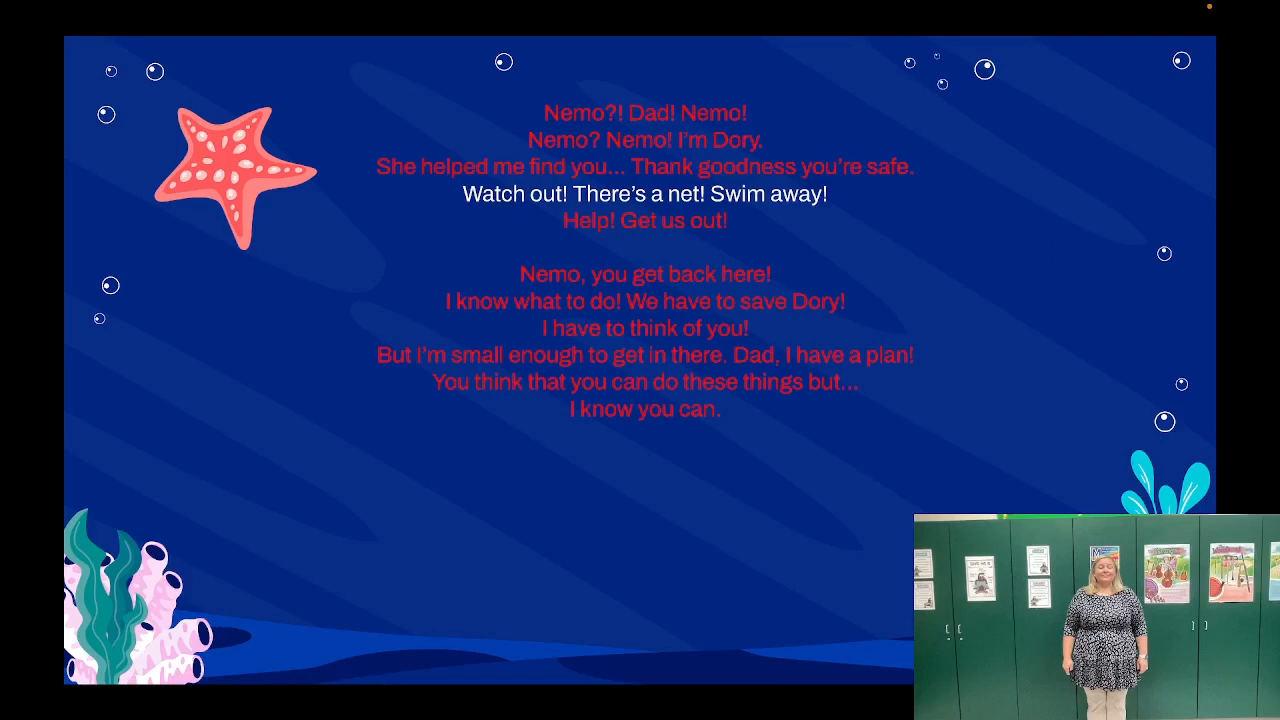 Nemo?! Dad! Nemo!
Nemo? Nemo! I'm Dory.
She helped me find you... Thank goodness you're safe.
Watch out! There's a net! Swim away!
Help! Get us out!
Nemo, you get back here!
I know what to do! We have to save Dory!
I have to think of you!
But I'm small enough to get in there. Dad, I have a plan!
You think that you can do these things but...
I know you can.